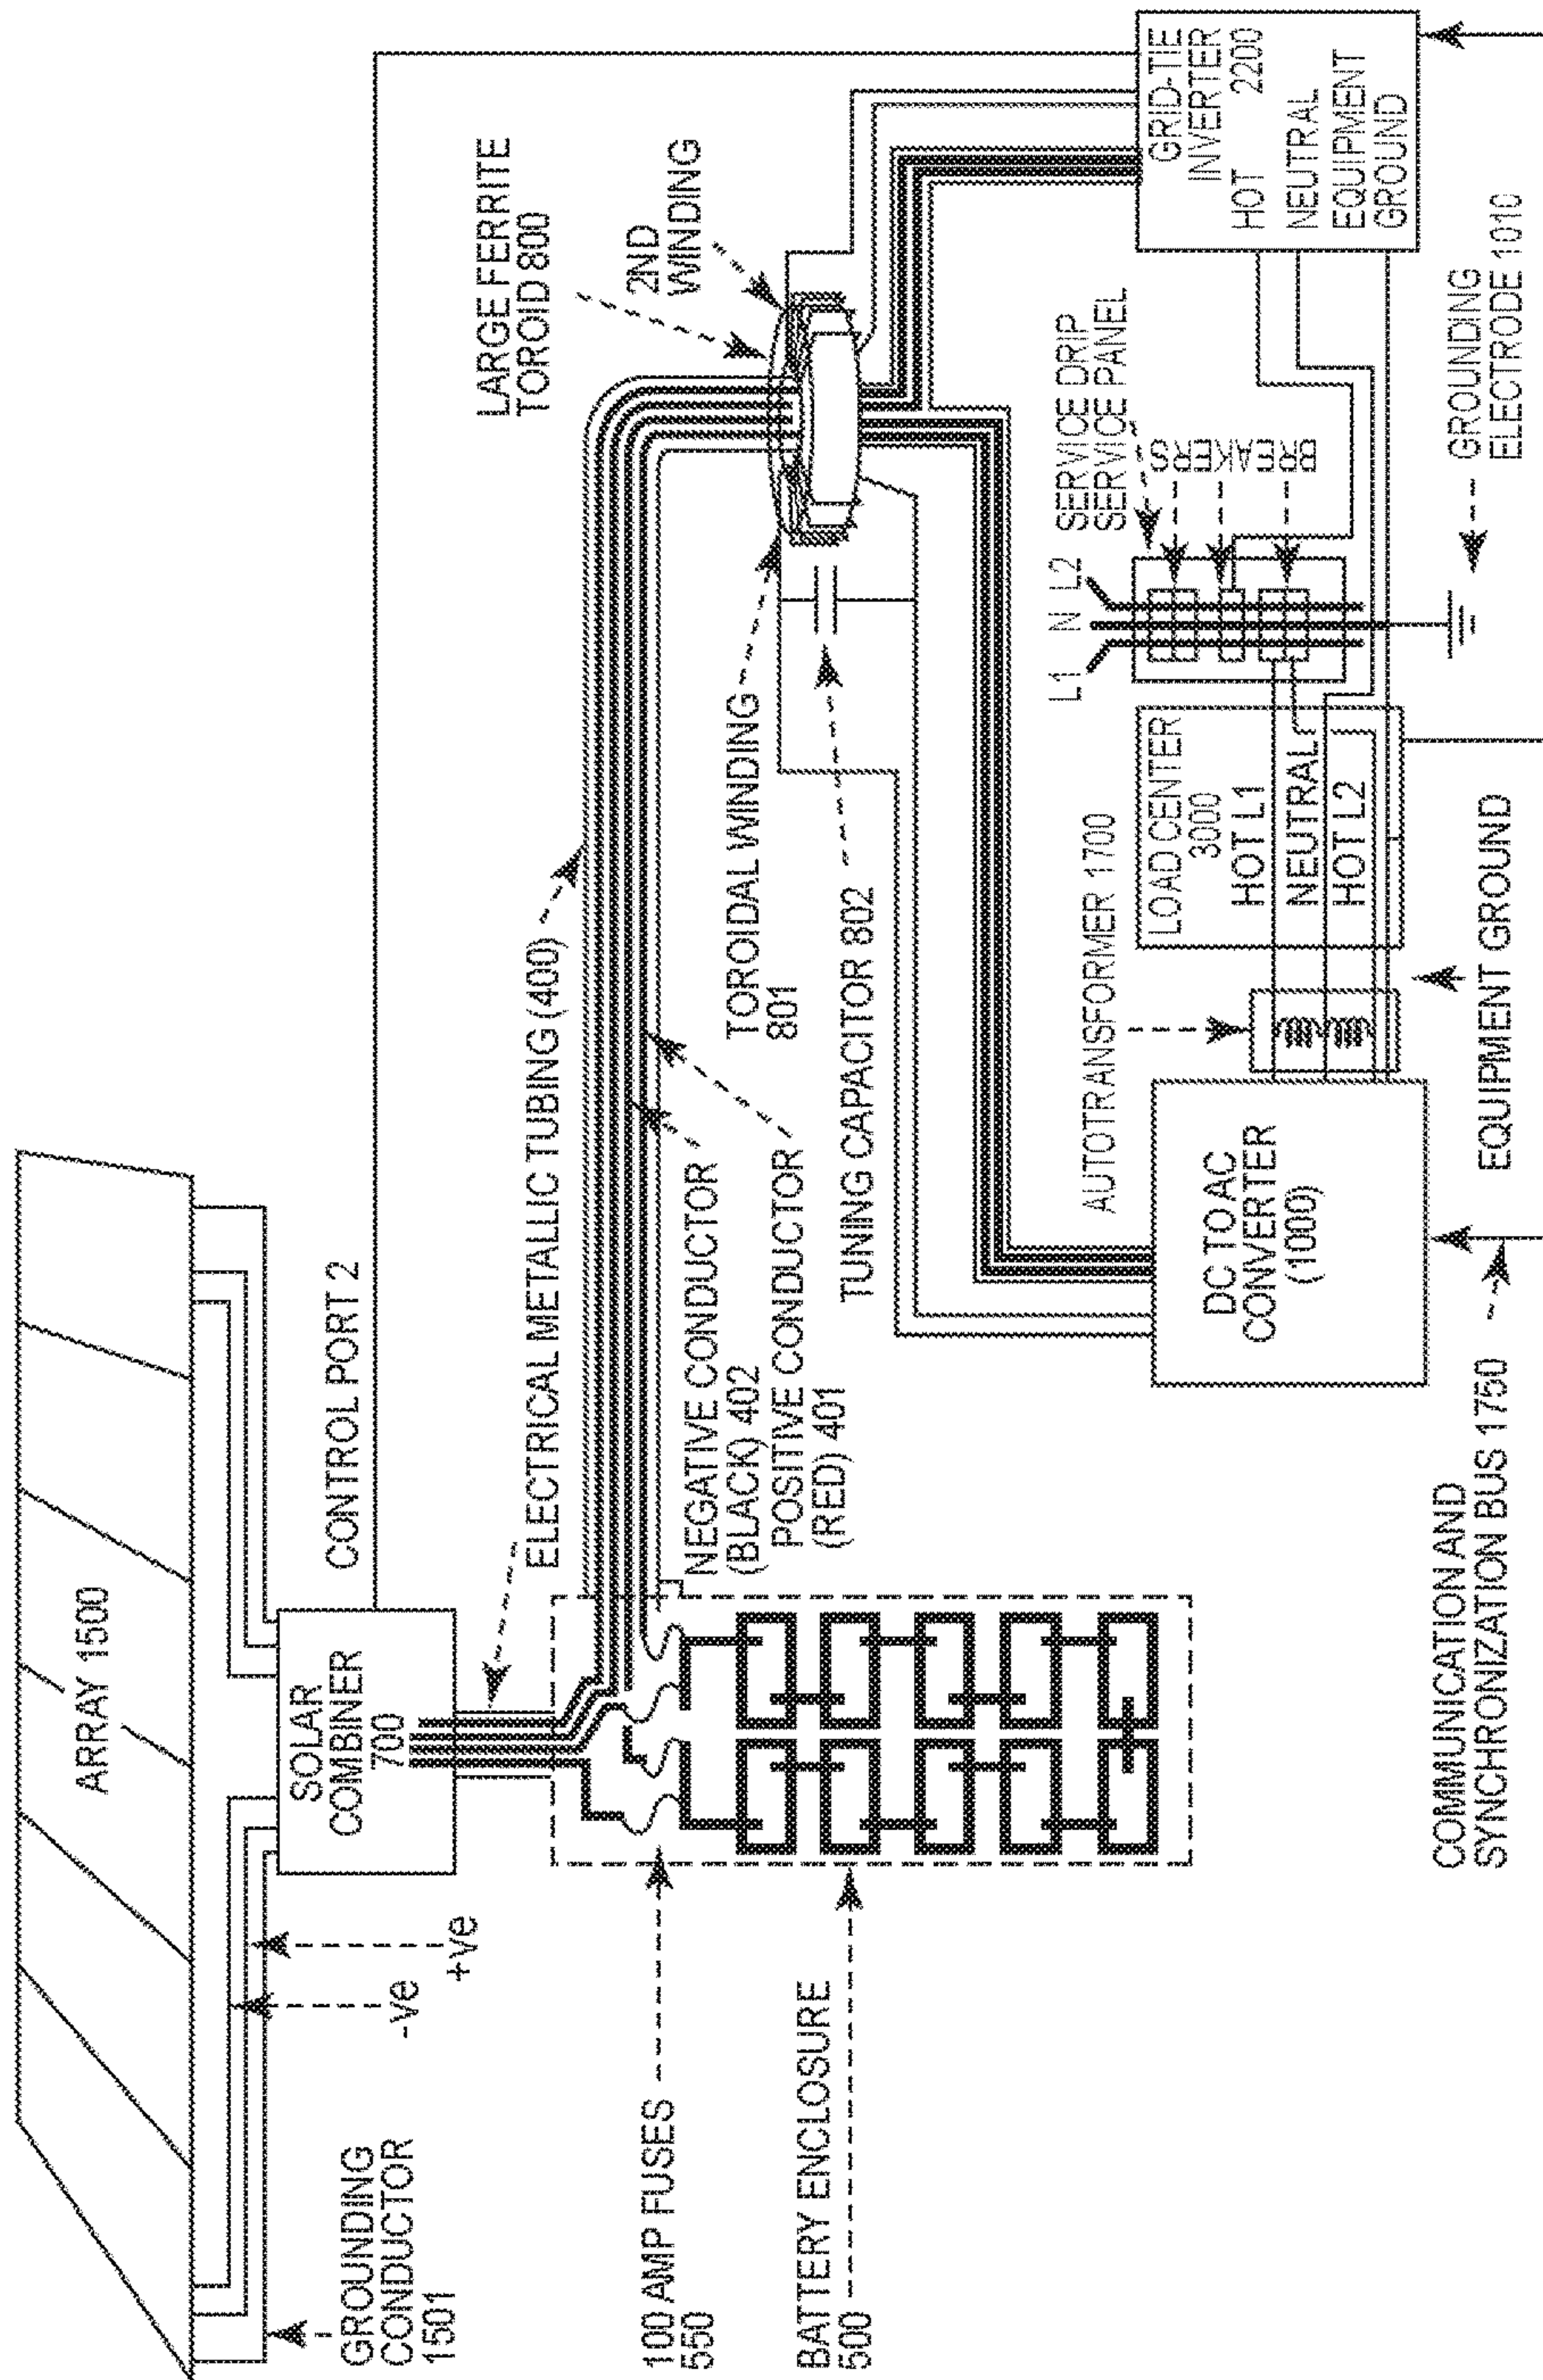 ARRAY 1500
GROUNDING
CONDUCTOR
1501
-ve
+ve
SOLAR
COMBINER
700
CONTROL PORT 2
100 AMP FUSES
550
BATTERY ENCLOSURE
500
ELECTRICAL METALLIC TUBING (400)
NEGATIVE CONDUCTOR
(BLACK) 402
POSITIVE CONDUCTOR
(RED) 401
LARGE FERRITE
TOROID 800
2ND
WINDING
TOROIDAL WINDING
801
TUNING CAPACITOR 802
GRID-TIE
INVERTER
HOT 2200
NEUTRAL
EQUIPMENT
GROUND
SERVICE DRIP
SERVICE PANEL
BREAKERS
L1 N L2
AUTOTRANSFORMER 1700
LOAD CENTER
3000
HOT L1
NEUTRAL
HOT L2
DC TO AC
CONVERTER
(1000)
GROUNDING
ELECTRODE 1010
EQUIPMENT GROUND
COMMUNICATION AND
SYNCHRONIZATION BUS 1750